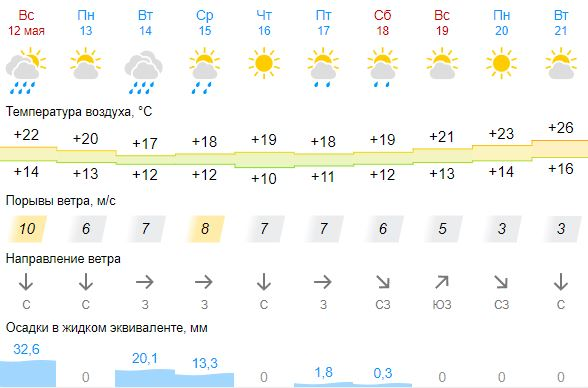 Вс Пн Вт Ср Чт Пт Сб Вс Пн Вт
12 мая 13 14 15 16 17 18 19 20 21
Температура воздуха, °C
+22 +20 +17 +18 +19 +18 +19 +21 +23 +26
+14 +13 +12 +12 +10 +11 +12 +13 +14 +16
Порывы ветра, м/с
10 6 7 8 7 7 6 5 3 3
Направление ветра
С С З З С З СЗ ЮЗ СЗ С
Осадки в жидком эквиваленте, мм
32,6 0 20,1 13,3 0 1,8 0,3 0 0 0